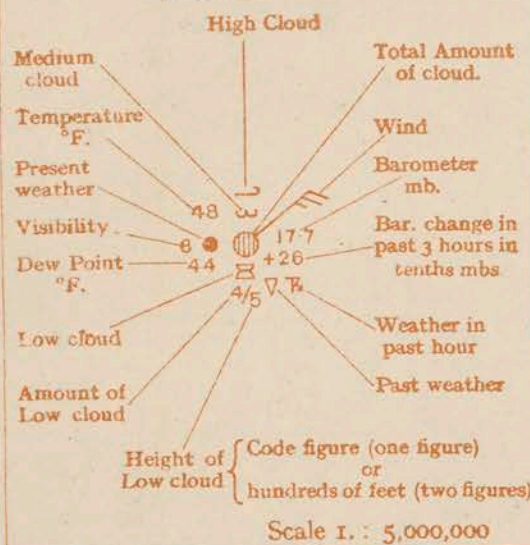 High Cloud
Medium
cloud
Total Amount
of cloud.
Temperature
°F.
Wind
Present
weather
Barometer
mb.
48
Visibility
6
17.7
Bar. change in
past 3 hours in
tenths mbs
+26
Dew Point
°F.
44
4/5
Low cloud
Weather in
past hour
Amount of
Low cloud
Past weather
Height of
Low cloud
Code figure (one figure)
or
hundreds of feet (two figures)
Scale 1. : 5,000,000